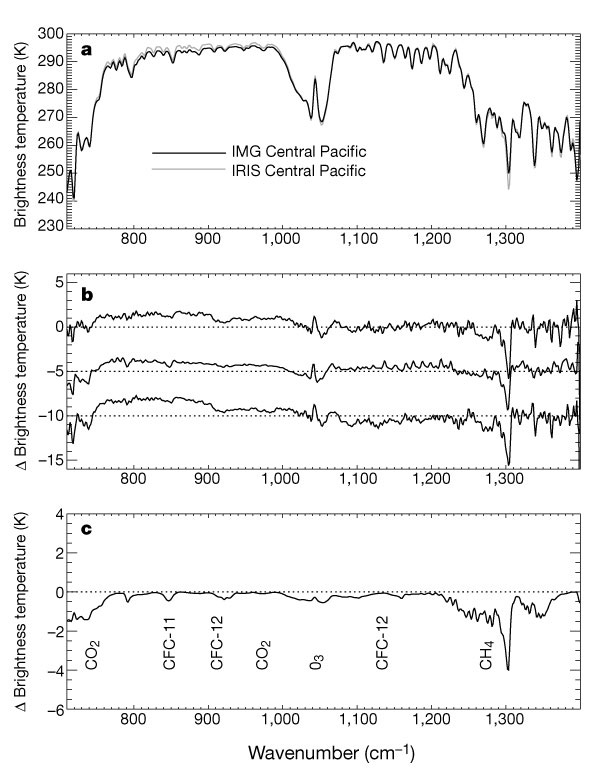 a
300
290
280
270
260
250
240
230
Brightness temperature (K)
IMG Central Pacific
IRIS Central Pacific
800 900 1,000 1,100 1,200 1,300
b
5
0
−5
−10
−15
Δ Brightness temperature (K)
800 900 1,000 1,100 1,200 1,300
c
4
2
0
−2
−4
−6
Δ Brightness temperature (K)
CO2 CFC-11 CFC-12 CO2 03 CFC-12 CH4
800 900 1,000 1,100 1,200 1,300
Wavenumber (cm−1)